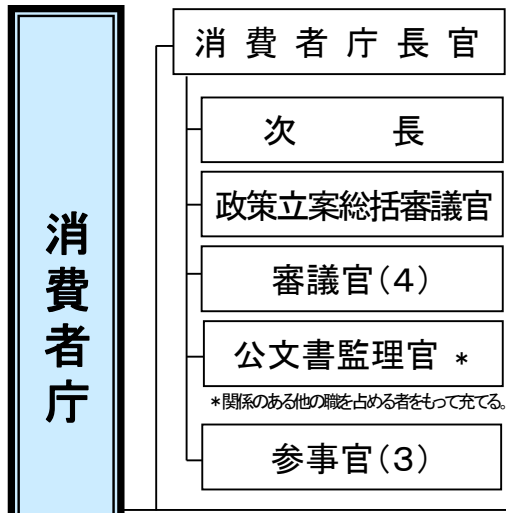 消費者庁
消費者庁長官
次長
政策立案総括審議官
審議官(4)
公文書監理官 *
*関係のある他の職を占める者をもって充てる。
参事官(3)